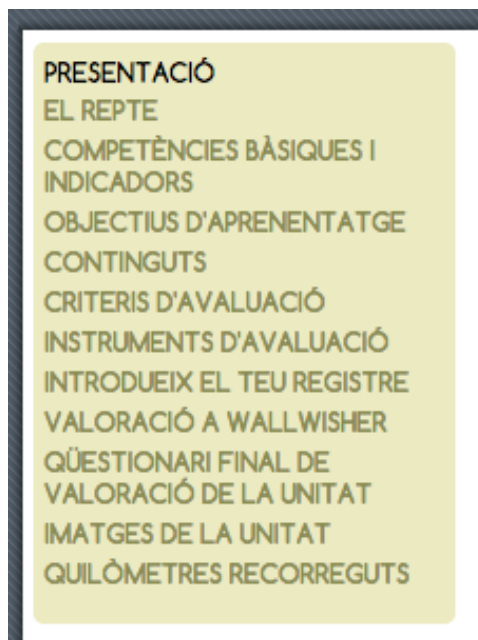 PRESENTACIÓ
EL REPTE
COMPETÈNCIES BÀSIQUES I
INDICADORS
OBJECTIUS D'APRENENTATGE
CONTINGUTS
CRITERIS D'AVALUACIÓ
INSTRUMENTS D'AVALUACIÓ
INTRODUEIX EL TEU REGISTRE
VALORACIÓ A WALLWISHER
QÜESTIONARI FINAL DE
VALORACIÓ DE LA UNITAT
IMATGES DE LA UNITAT
QUILÒMETRES RECORREGUTS